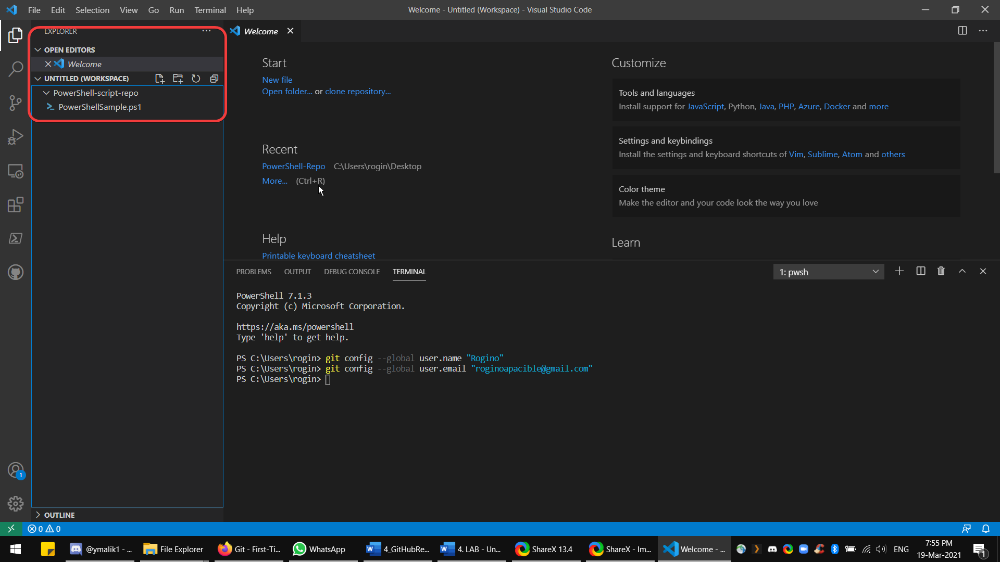 File Edit Selection View Go Run Terminal Help
Welcome - Untitled (Workspace) - Visual Studio Code
EXPLORER
OPEN EDITORS
Welcome
UNTITLED (WORKSPACE)
PowerShell-script-repo
PowerShellSample.ps1
OUTLINE
Welcome
Start
New file
Open folder... or clone repository...
Recent
PowerShell-Repo C:\Users\rogin\Desktop
More... (Ctrl+R)
Help
Printable keyboard cheatsheet
Customize
Tools and languages
Install support for JavaScript, Python, Java, PHP, Azure, Docker and more
Settings and keybindings
Install the settings and keyboard shortcuts of Vim, Sublime, Atom and others
Color theme
Make the editor and your code look the way you love
Learn
PROBLEMS OUTPUT DEBUG CONSOLE TERMINAL
1: pwsh
PowerShell 7.1.3
Copyright (c) Microsoft Corporation.
https://aka.ms/powershell
Type 'help' to get help.
PS C:\Users\rogin> git config --global user.name "Rogino"
PS C:\Users\rogin> git config --global user.email "roginoapacible@gmail.com"
PS C:\Users\rogin>
1
0 0
@ymalik1 - ...
File Explorer
Git - First-Ti...
WhatsApp
4_GitHubRe...
4. LAB - Un...
ShareX 13.4
ShareX - Im...
Welcome - ...
ENG
7:55 PM
19-Mar-2021
1